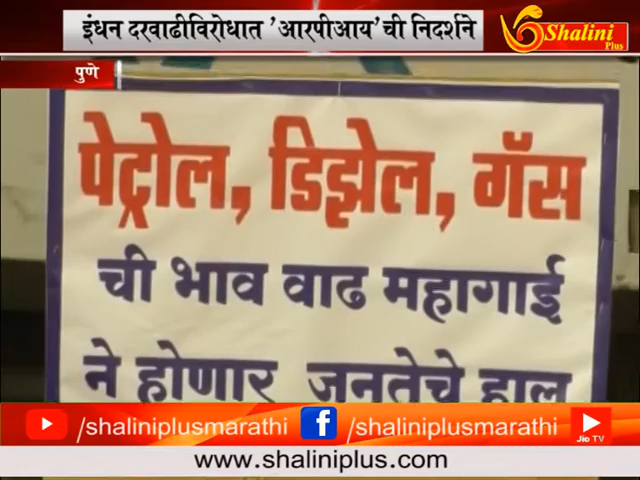 इंधन दरवाढीविरोधात 'आरपीआय'ची निदर्शने
Shalini
Plus
पुणे
पेट्रोल, डिझेल, गॅस
ची भाव वाढ महागाई
ने होणार जनतेचे हाल
/shaliniplusmarathi
/shaliniplusmarathi
Jio TV
www.shaliniplus.com